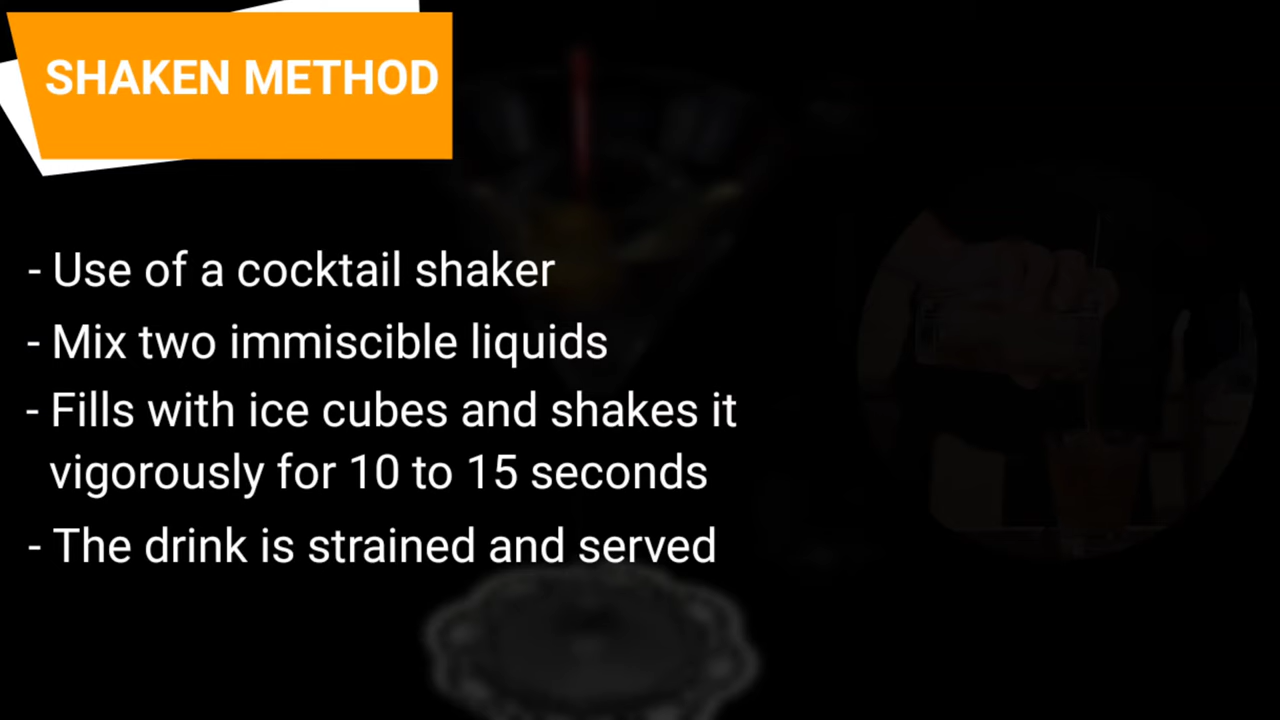 SHAKEN METHOD
- Use of a cocktail shaker
- Mix two immiscible liquids
- Fills with ice cubes and shakes it
vigorously for 10 to 15 seconds
- The drink is strained and served